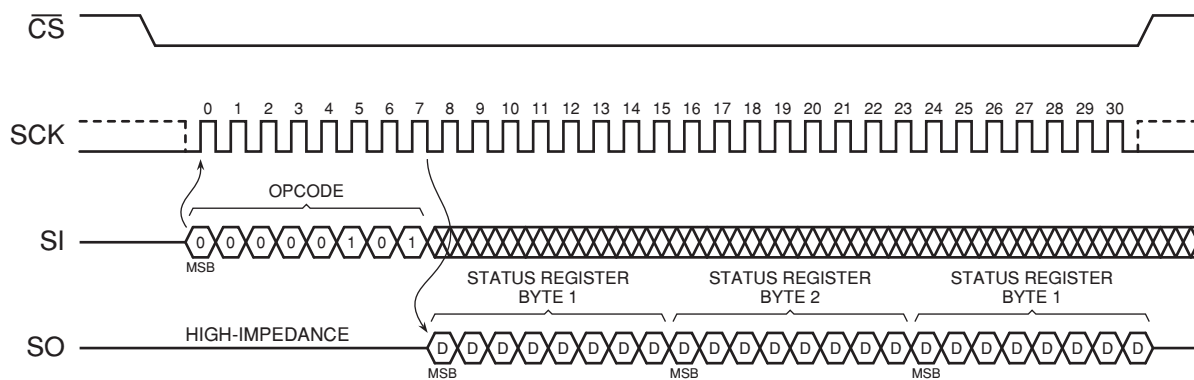 CS
SCK
0 1 2 3 4 5 6 7 8 9 10 11 12 13 14 15 16 17 18 19 20 21 22 23 24 25 26 27 28 29 30
OPCODE
SI
0 0 0 0 0 1 0 1
MSB
STATUS REGISTER
BYTE 1
STATUS REGISTER
BYTE 2
STATUS REGISTER
BYTE 1
SO
HIGH-IMPEDANCE
D D D D D D D D D D D D D D D D D D D D D D D D
MSB MSB MSB